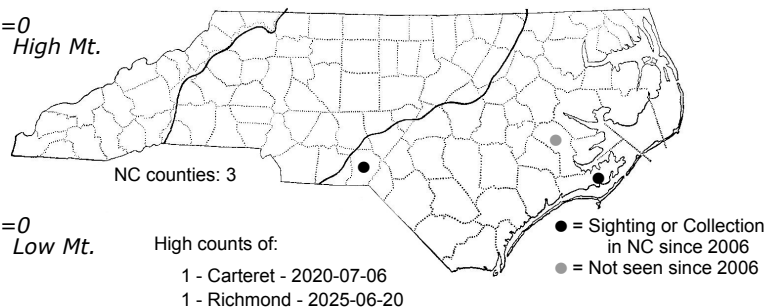 =0
High Mt.
NC counties: 3
=0
Low Mt.
High counts of:
1 - Carteret - 2020-07-06
1 - Richmond - 2025-06-20
= Sighting or Collection
in NC since 2006
= Not seen since 2006